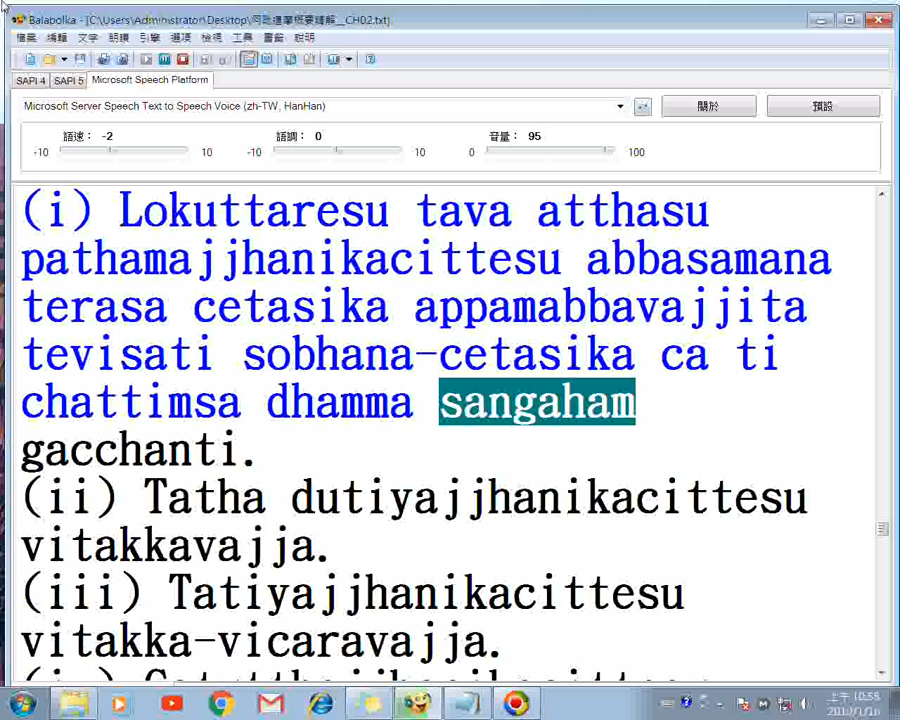 Balabolka - [C:\Users\Administrator\Desktop\阿毗達摩概要精解__CH02.txt]
檔案 編輯 文字 朗讀 引擎 選項 檢視 工具 書籤 說明
SAPI 4 SAPI 5 Microsoft Speech Platform
Microsoft Server Speech Text to Speech Voice (zh-TW, HanHan) 關於 預設
語速： -2 語調： 0 音量： 95
-10 10 -10 10 0 100
(i) Lokuttaresu tava atthasu
pathamajjhanikacittesu abbasamana
terasa cetasika appamabbavajjita
tevisati sobhana-cetasika ca ti
chattimsa dhamma sangaham
gacchanti.
(ii) Tatha dutiyajjhanikacittesu
vitakkavajja.
(iii) Tatiyajjhanikacittesu
vitakka-vicaravajja.
上午 10:55